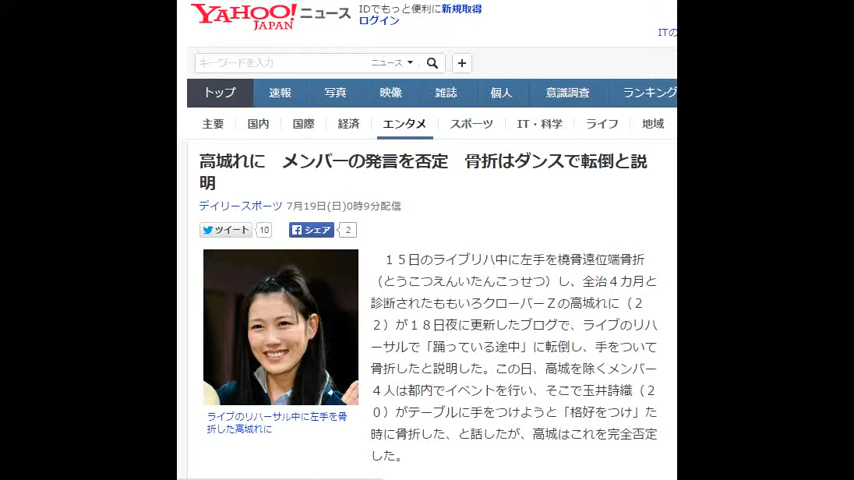 YAHOO! JAPAN ニュース
IDでもっと便利に新規取得
ログイン
ITの
キーワードを入力 ニュース
トップ 速報 写真 映像 雑誌 個人 意識調査 ランキング
主要 国内 国際 経済 エンタメ スポーツ IT・科学 ライフ 地域
高城れに メンバーの発言を否定 骨折はダンスで転倒と説
明
デイリースポーツ 7月19日(日)0時9分配信
ツイート 10 シェア 2
１５日のライブリハ中に左手を橈骨遠位端骨折
（とうこつえんいたんこっせつ）し、全治４カ月と
診断されたももいろクローバーＺの高城れに（２
２）が１８日夜に更新したブログで、ライブのリハ
ーサルで「踊っている途中」に転倒し、手をついて
骨折したと説明した。この日、高城を除くメンバー
４人は都内でイベントを行い、そこで玉井詩織（２
０）がテーブルに手をつけようと「格好をつけ」た
時に骨折した、と話したが、高城はこれを完全否定
した。
ライブのリハーサル中に左手を骨
折した高城れに